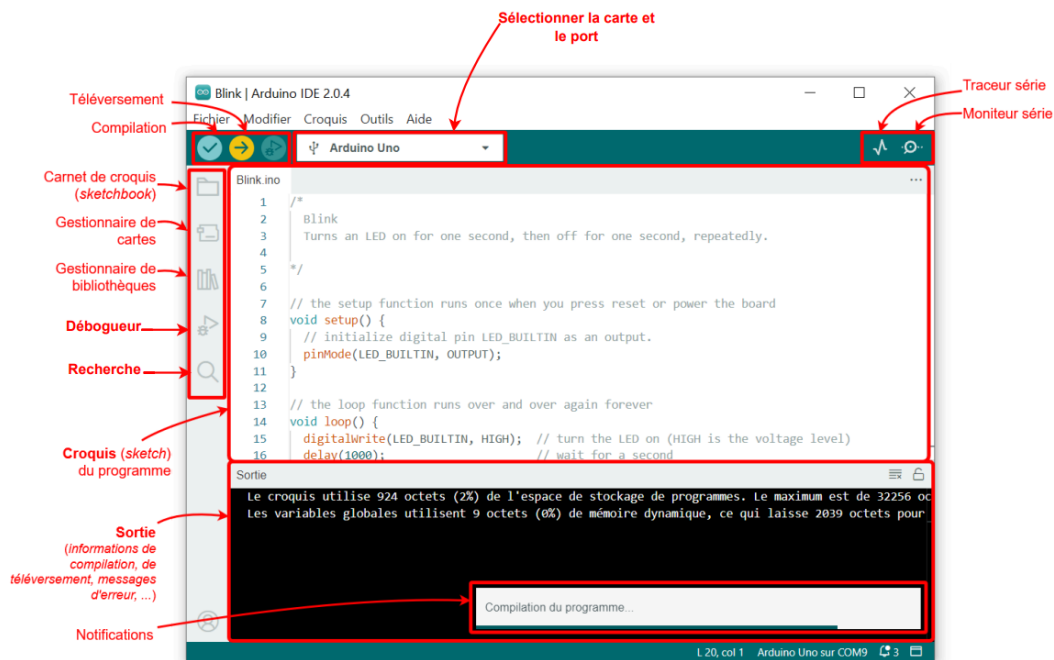 Sélectionner la carte et
le port
Téléversement
Compilation
Traceur série
Moniteur série
Blink | Arduino IDE 2.0.4
Fichier Modifier Croquis Outils Aide
Arduino Uno
Carnet de croquis
(sketchbook)
Gestionnaire de
cartes
Gestionnaire de
bibliothèques
Débogueur
Recherche
Croquis (sketch)
du programme
Blink.ino
1 /*
2 Blink
3 Turns an LED on for one second, then off for one second, repeatedly.
4
5 */
6
7 // the setup function runs once when you press reset or power the board
8 void setup() {
9 // initialize digital pin LED_BUILTIN as an output.
10 pinMode(LED_BUILTIN, OUTPUT);
11 }
12
13 // the loop function runs over and over again forever
14 void loop() {
15 digitalWrite(LED_BUILTIN, HIGH); // turn the LED on (HIGH is the voltage level)
16 delay(1000); // wait for a second
Sortie
Le croquis utilise 924 octets (2%) de l'espace de stockage de programmes. Le maximum est de 32256 oc
Les variables globales utilisent 9 octets (0%) de mémoire dynamique, ce qui laisse 2039 octets pour
Sortie
(informations de
compilation, de
téléversement, messages
d'erreur, ...)
Notifications
Compilation du programme...
L 20, col 1 Arduino Uno sur COM9 3